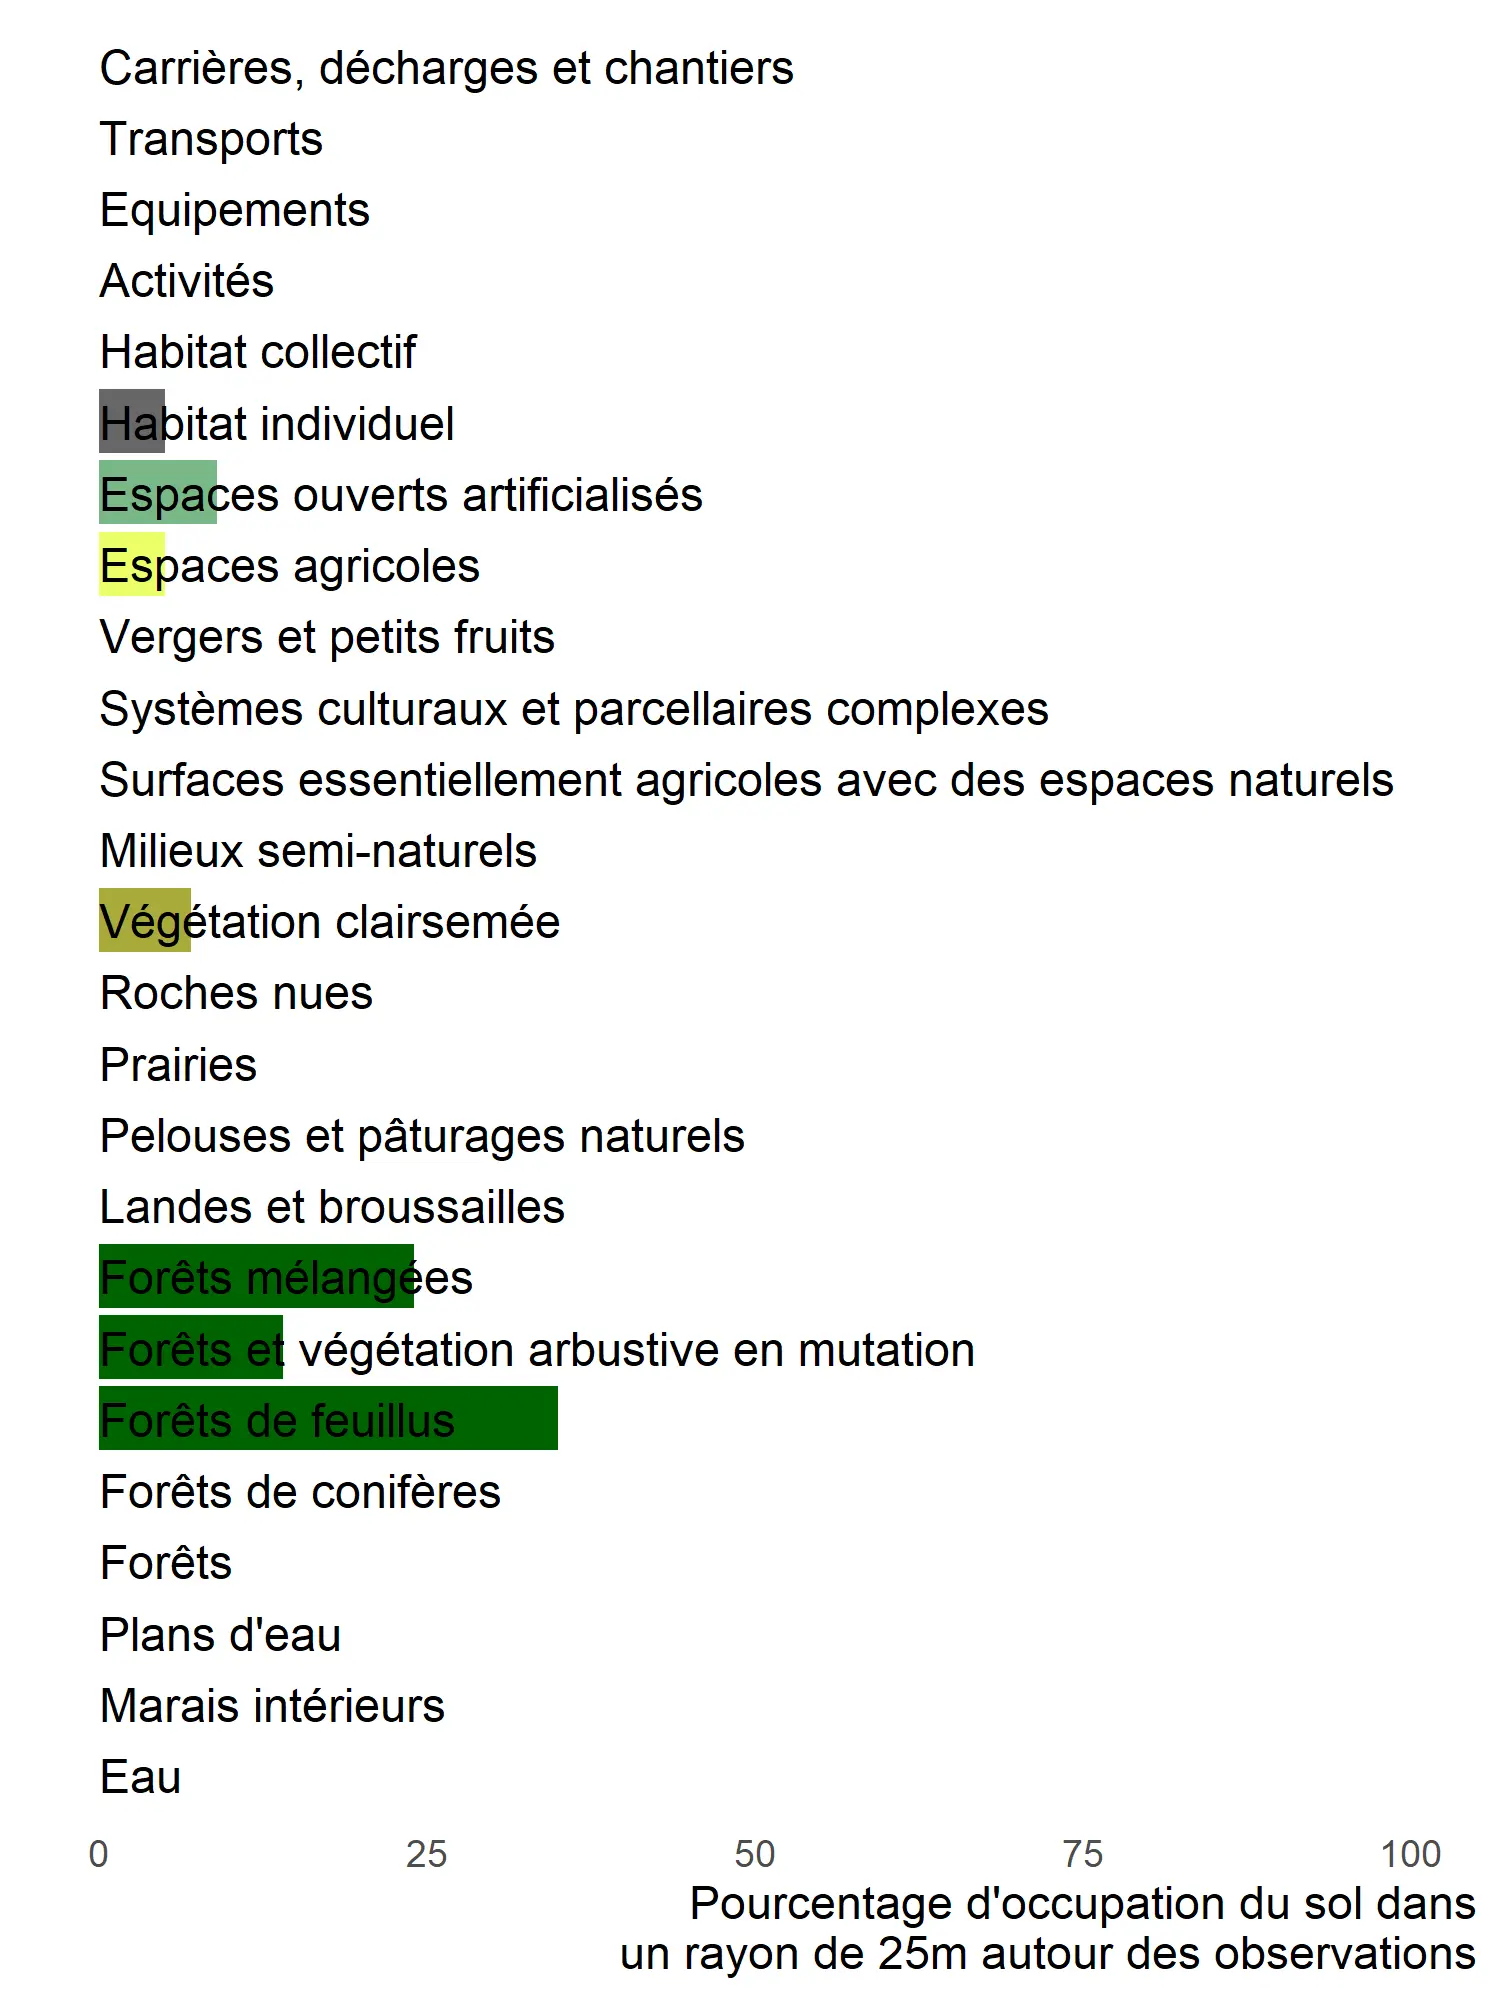 Carrières, décharges et chantiers
Transports
Equipements
Activités
Habitat collectif
Habitat individuel
Espaces ouverts artificialisés
Espaces agricoles
Vergers et petits fruits
Systèmes culturaux et parcellaires complexes
Surfaces essentiellement agricoles avec des espaces naturels
Milieux semi-naturels
Végétation clairsemée
Roches nues
Prairies
Pelouses et pâturages naturels
Landes et broussailles
Forêts mélangées
Forêts et végétation arbustive en mutation
Forêts de feuillus
Forêts de conifères
Forêts
Plans d'eau
Marais intérieurs
Eau
0 25 50 75 100
Pourcentage d'occupation du sol dans
un rayon de 25m autour des observations